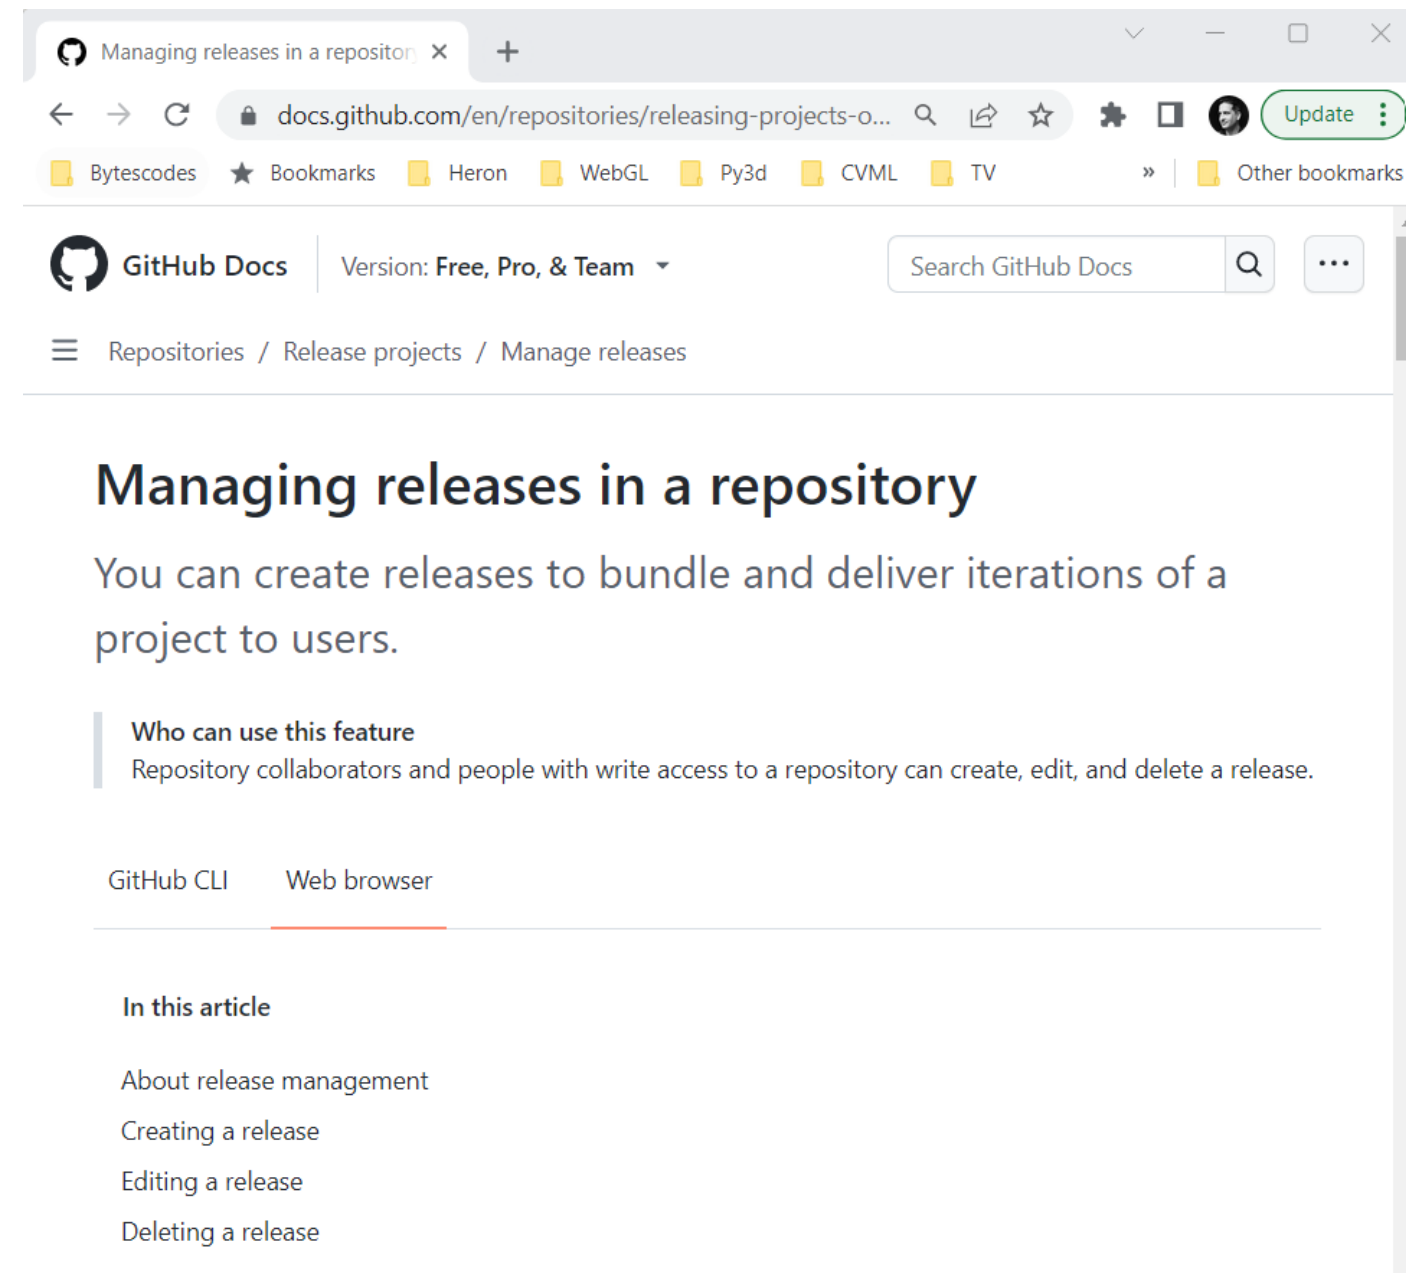 Managing releases in a repository
docs.github.com/en/repositories/releasing-projects-o...
Update
Bytescodes
Bookmarks
Heron
WebGL
Py3d
CVML
TV
»
Other bookmarks
GitHub Docs
Version: Free, Pro, & Team
Search GitHub Docs
Repositories / Release projects / Manage releases
Managing releases in a repository
You can create releases to bundle and deliver iterations of a
project to users.
Who can use this feature
Repository collaborators and people with write access to a repository can create, edit, and delete a release.
GitHub CLI
Web browser
In this article
About release management
Creating a release
Editing a release
Deleting a release